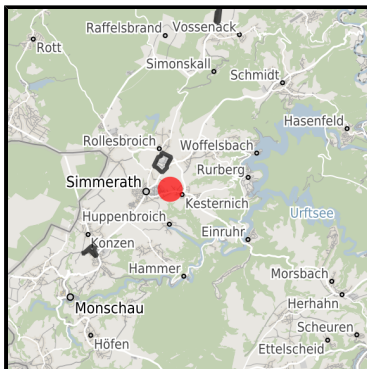 Raffelsbrand
Vossenack
Rott
Simonskall
Schmidt
Hasenfeld
Rollesbroich
Woffelsbach
Rurberg
Simmerath
Kesternich
Urftsee
Huppenbroich
Einruhr
Konzen
Hammer
Morsbach
Monschau
Herhahn
Scheuren
Höfen
Ettelscheid